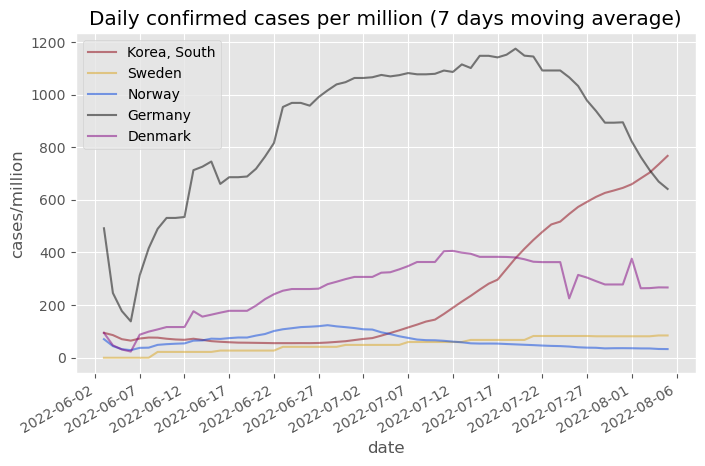 Daily confirmed cases per million (7 days moving average)
1200
1000
800
600
400
200
0
cases/million
Korea, South
Sweden
Norway
Germany
Denmark
2022-06-02
2022-06-07
2022-06-12
2022-06-17
2022-06-22
2022-06-27
2022-07-02
2022-07-07
2022-07-12
2022-07-17
2022-07-22
2022-07-27
2022-08-01
2022-08-06
date